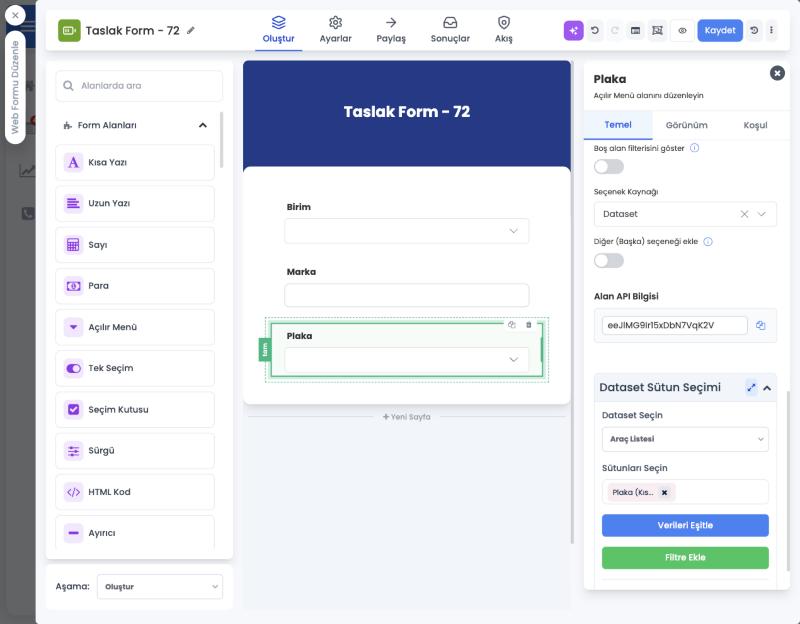 Web Formu Düzenle
Taslak Form - 72
Oluştur
Ayarlar
Paylaş
Sonuçlar
Akış
Kaydet
Alanlarda ara
Form Alanları
Kısa Yazı
Uzun Yazı
Sayı
Para
Açılır Menü
Tek Seçim
Seçim Kutusu
Sürgü
HTML Kod
Ayırıcı
Aşama:
Oluştur
Taslak Form - 72
Birim
Marka
Plaka
tam
Yeni Sayfa
Plaka
Açılır Menü alanını düzenleyin
Temel
Görünüm
Koşul
Boş alan filterisini göster
Seçenek Kaynağı
Dataset
Diğer (Başka) seçeneği ekle
Alan API Bilgisi
Dataset Sütun Seçimi
Dataset Seçin
Araç Listesi
Sütunları Seçin
Plaka (Kıs...
Verileri Eşitle
Filtre Ekle